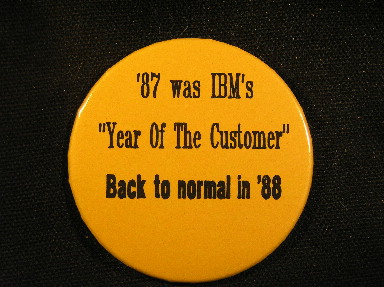 '87 was IBM's
"Year Of The Customer"
Back to normal in '88